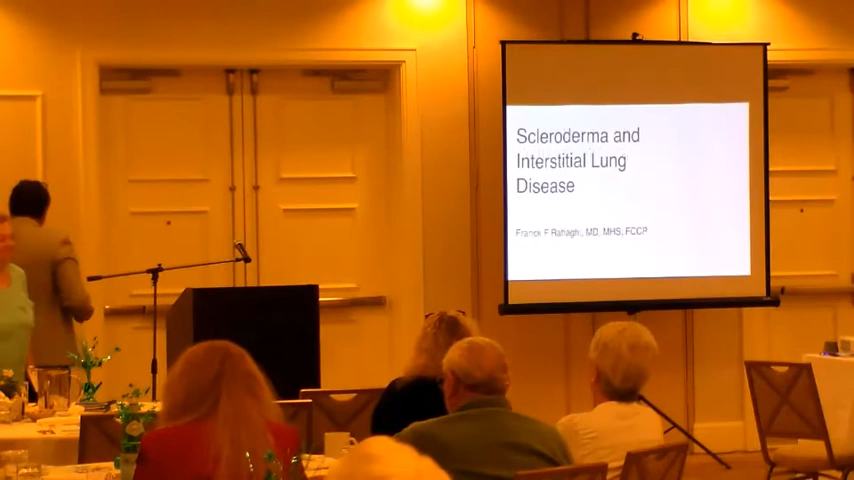 Scleroderma and
Interstitial Lung
Disease
Franck F Rahaghi, MD, MHS, FCCP